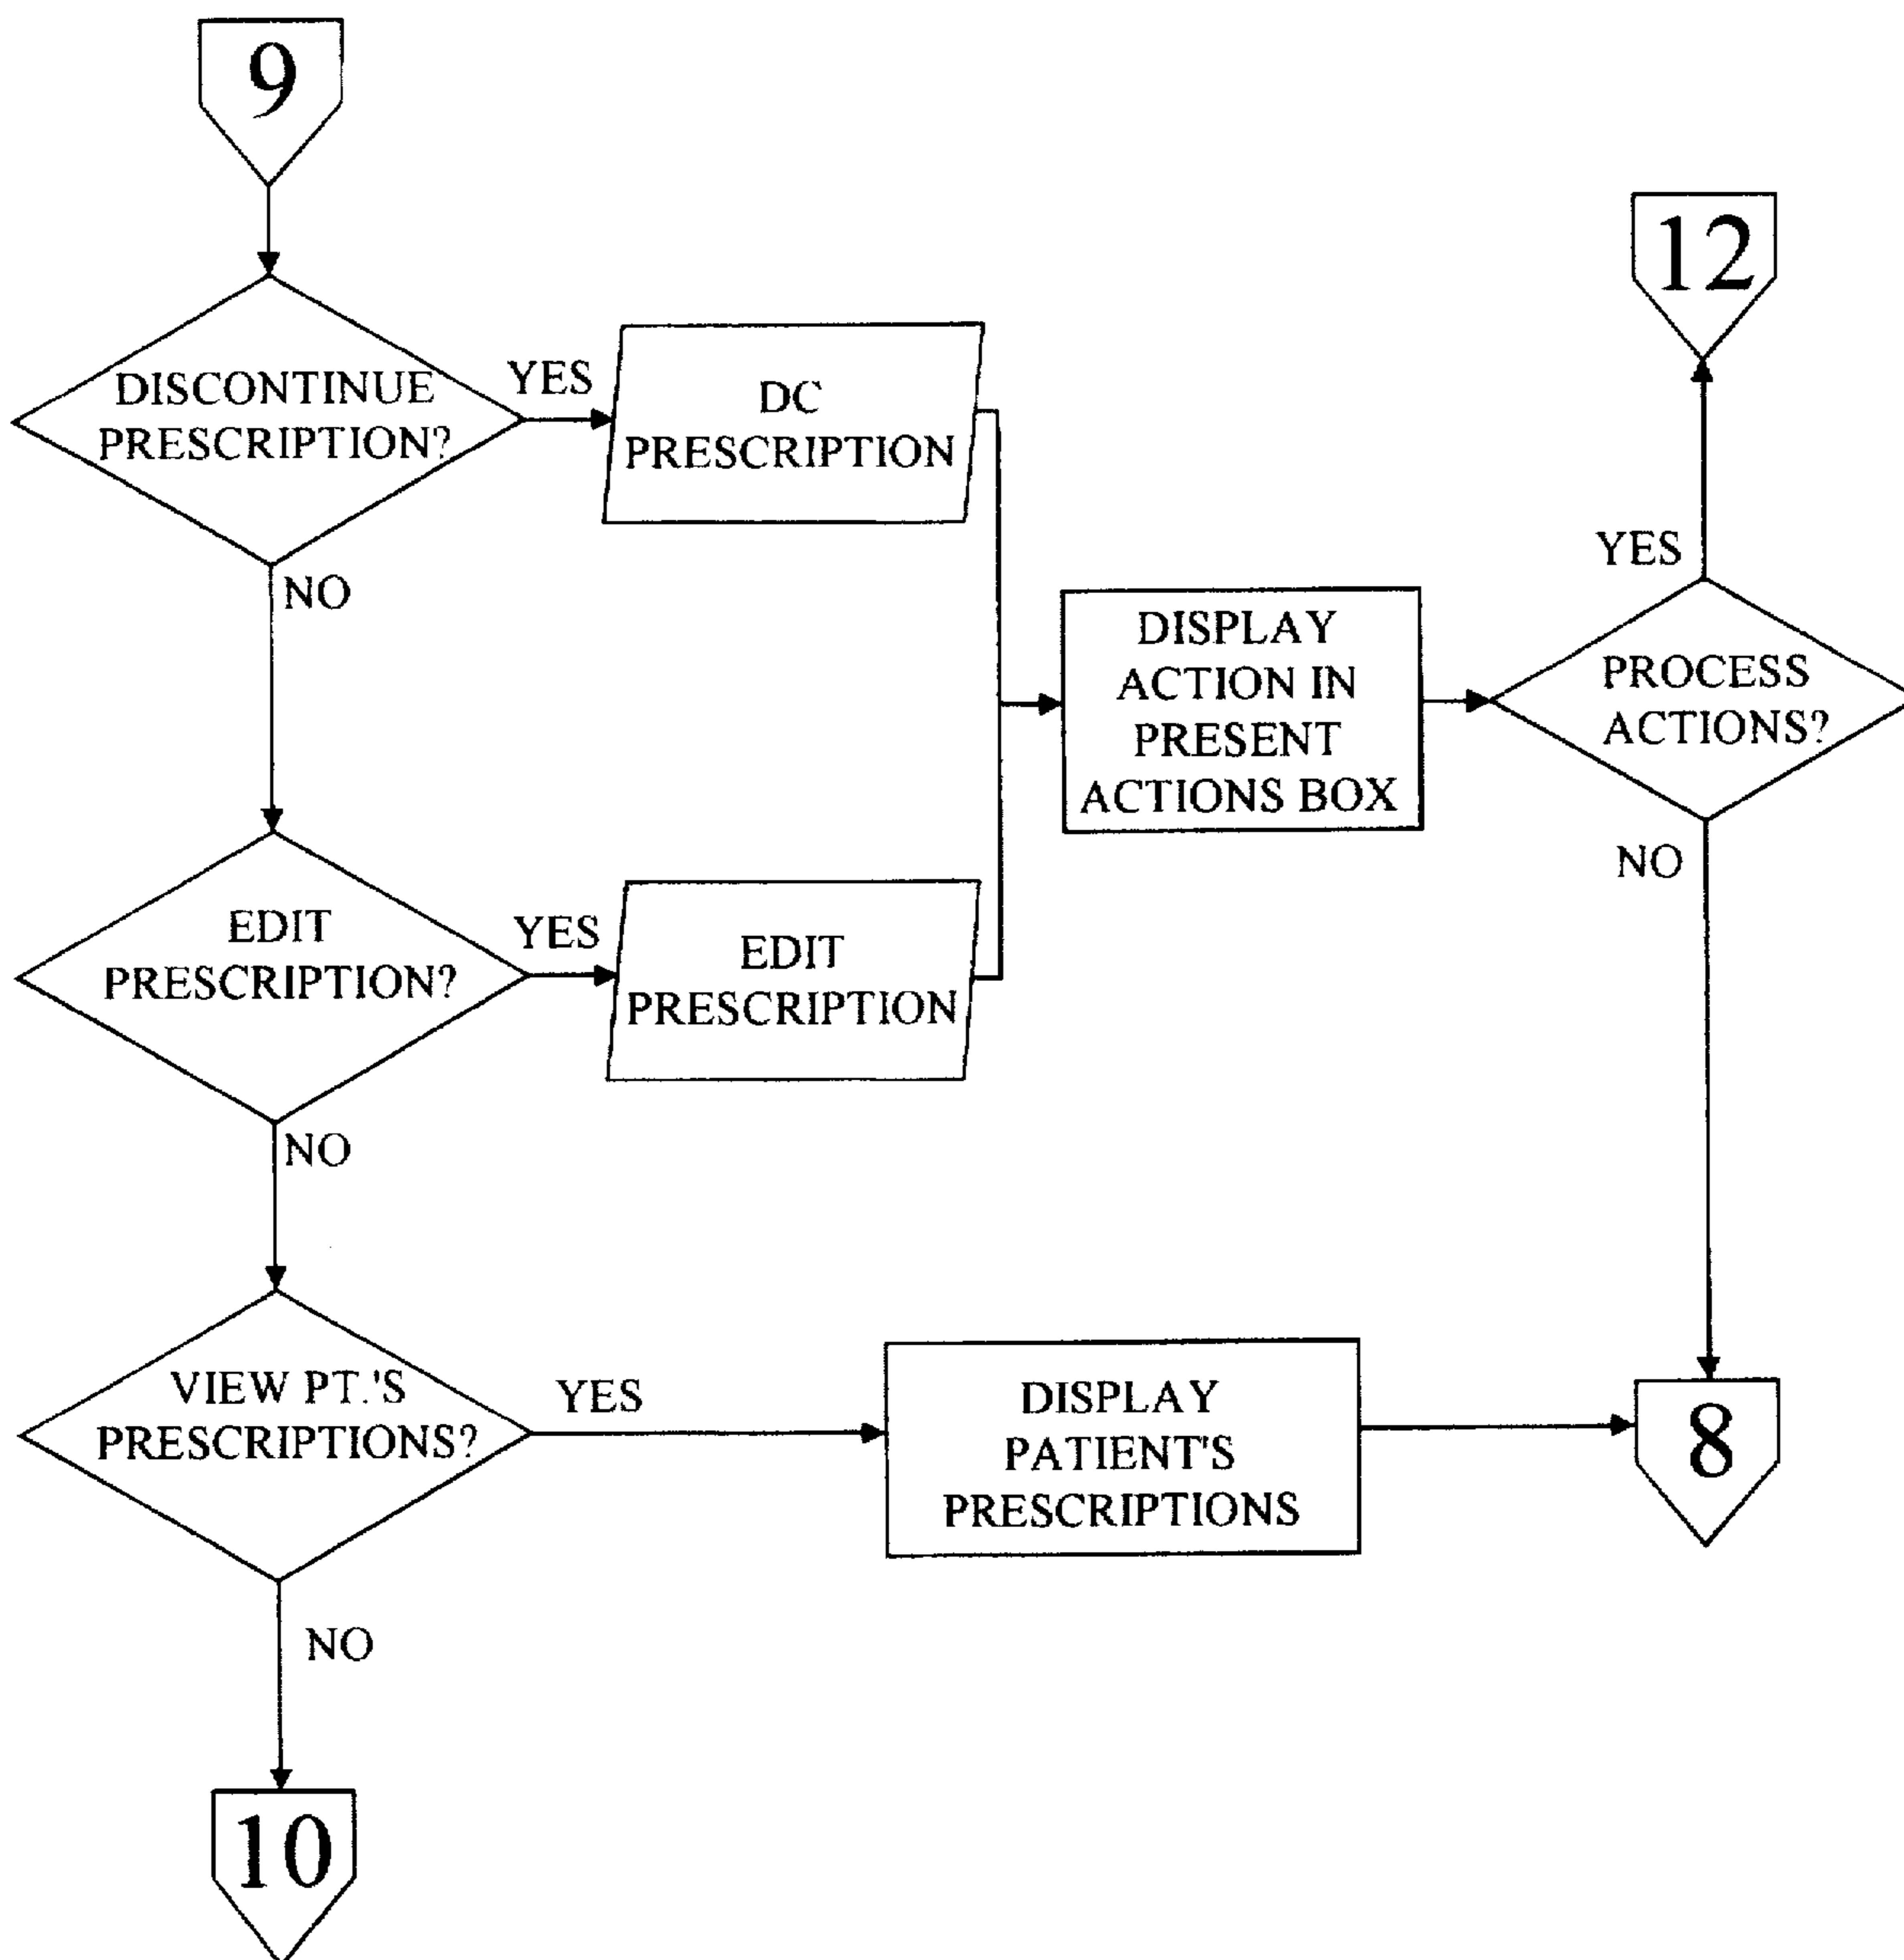 9
12
DISCONTINUE
PRESCRIPTION?
YES
DC
PRESCRIPTION
NO
DISPLAY
ACTION IN
PRESENT
ACTIONS BOX
YES
PROCESS
ACTIONS?
NO
EDIT
PRESCRIPTION?
YES
EDIT
PRESCRIPTION
NO
VIEW PT.'S
PRESCRIPTIONS?
YES
DISPLAY
PATIENT'S
PRESCRIPTIONS
8
NO
10